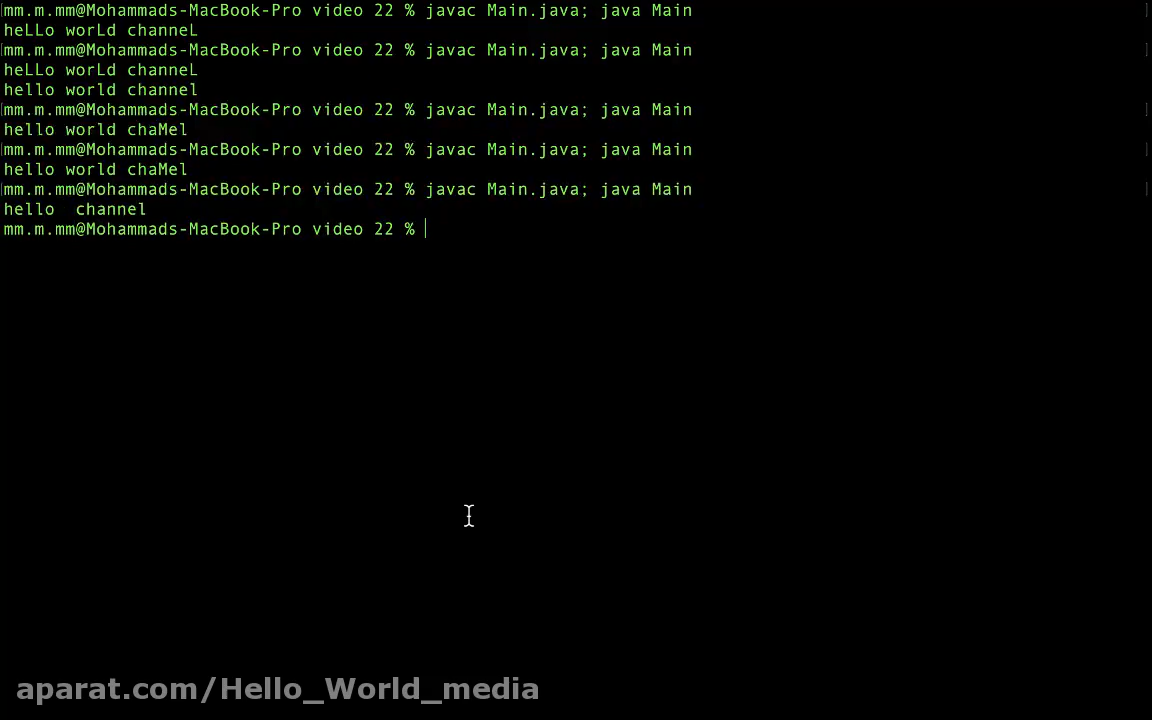 mm.m.mm@Mohammads-MacBook-Pro video 22 % javac Main.java; java Main
heLLo worLd channeL
mm.m.mm@Mohammads-MacBook-Pro video 22 % javac Main.java; java Main
heLLo worLd channeL
hello world channel
mm.m.mm@Mohammads-MacBook-Pro video 22 % javac Main.java; java Main
hello world chaMel
mm.m.mm@Mohammads-MacBook-Pro video 22 % javac Main.java; java Main
hello world chaMel
mm.m.mm@Mohammads-MacBook-Pro video 22 % javac Main.java; java Main
hello  channel
mm.m.mm@Mohammads-MacBook-Pro video 22 %
aparat.com/Hello_World_media